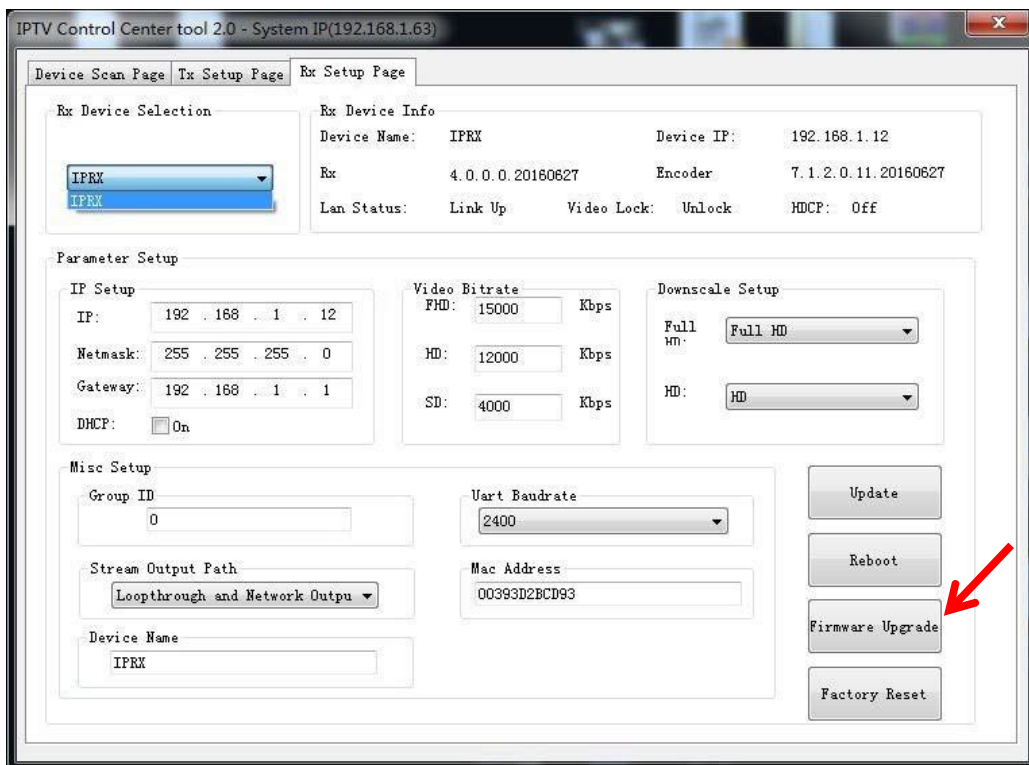 IPTV Control Center tool 2.0 - System IP(192.168.1.63)
Device Scan Page Tx Setup Page Rx Setup Page
Rx Device Selection
IPRX
IPRX
Rx Device Info
Device Name: IPRX Device IP: 192.168.1.12
Rx 4.0.0.0.20160627 Encoder 7.1.2.0.11.20160627
Lan Status: Link Up Video Lock: Unlock HDCP: Off
Parameter Setup
IP Setup
IP: 192 . 168 . 1 . 12
Netmask: 255 . 255 . 255 . 0
Gateway: 192 . 168 . 1 . 1
DHCP: On
Video Bitrate
FHD: 15000 Kbps
HD: 12000 Kbps
SD: 4000 Kbps
Downscale Setup
Full HD: Full HD
HD: HD
Misc Setup
Group ID
0
Uart Baudrate
2400
Stream Output Path
Loopthrough and Network Outpu
Mac Address
00393D2BCD93
Device Name
IPRX
Update
Reboot
Firmware Upgrade
Factory Reset